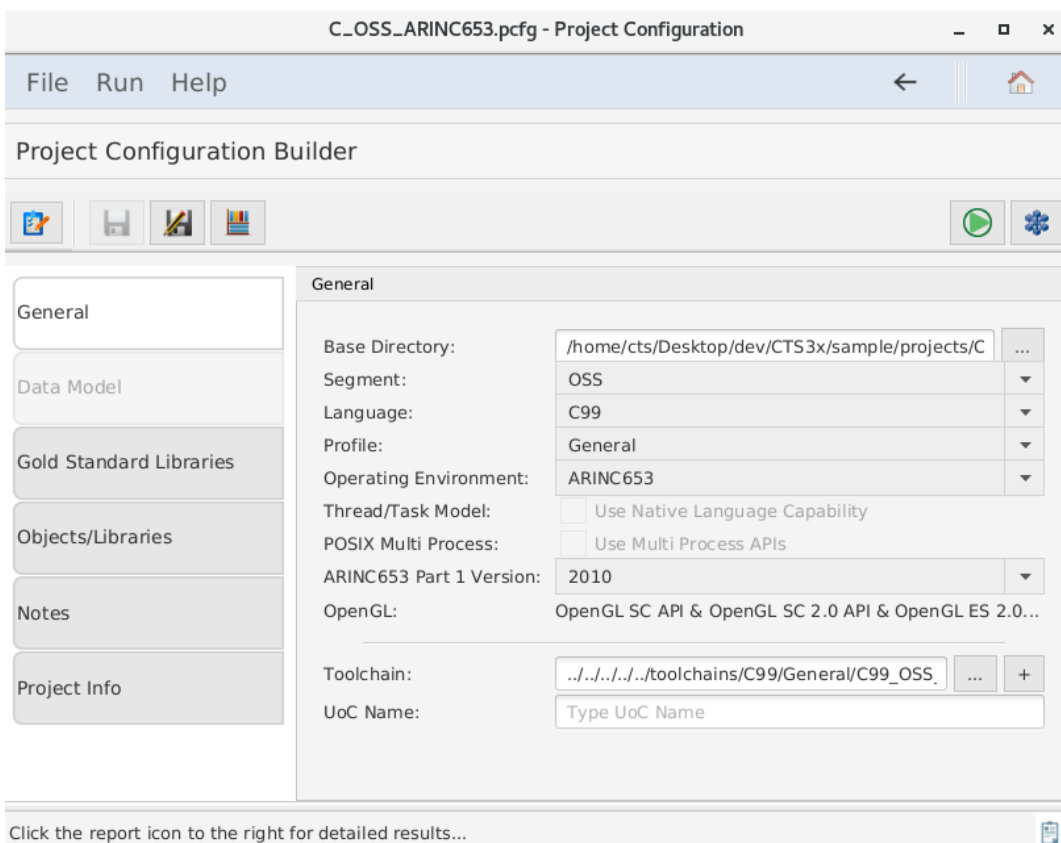 C_OSS_ARINC653.pcfg - Project Configuration
File Run Help
Project Configuration Builder
General
Data Model
Gold Standard Libraries
Objects/Libraries
Notes
Project Info
General
Base Directory: /home/cts/Desktop/dev/CTS3x/sample/projects/C ...
Segment: OSS
Language: C99
Profile: General
Operating Environment: ARINC653
Thread/Task Model: Use Native Language Capability
POSIX Multi Process: Use Multi Process APIs
ARINC653 Part 1 Version: 2010
OpenGL: OpenGL SC API & OpenGL SC 2.0 API & OpenGL ES 2.0...
Toolchain: ../../../../../toolchains/C99/General/C99_OSS_ ... +
UoC Name: Type UoC Name
Click the report icon to the right for detailed results...